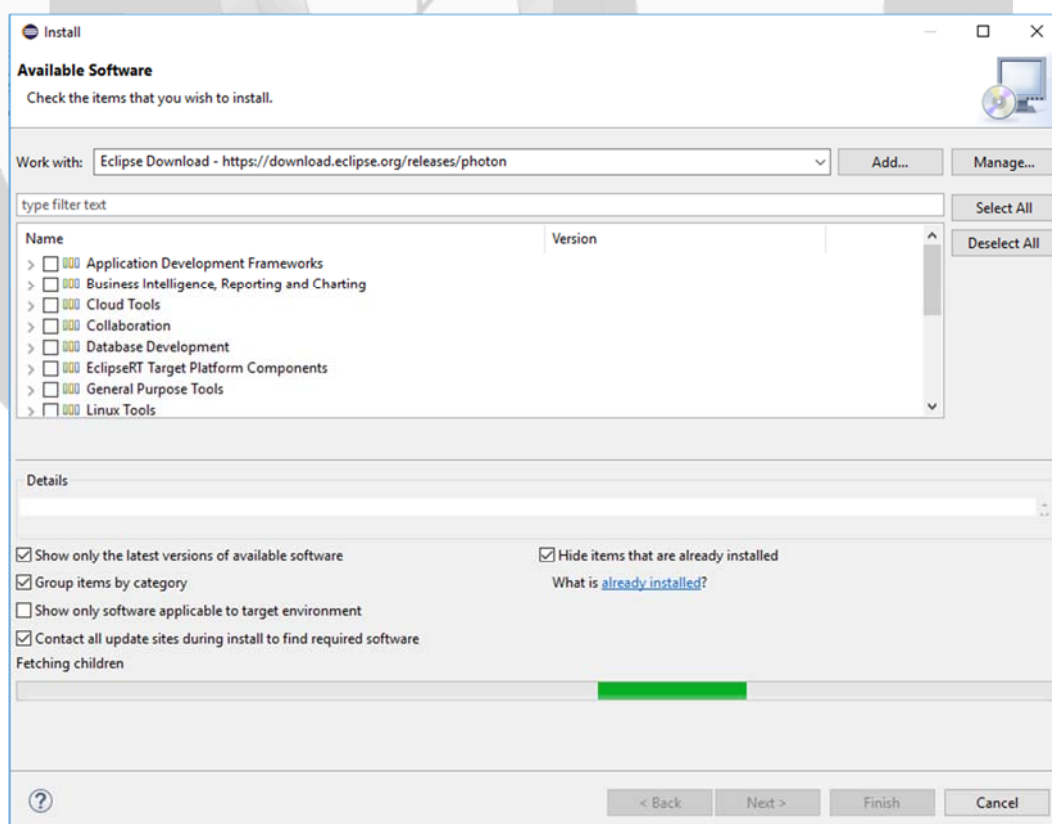 Install
Available Software
Check the items that you wish to install.
Work with: Eclipse Download - https://download.eclipse.org/releases/photon Add... Manage...
type filter text Select All
Name Version Deselect All
Application Development Frameworks
Business Intelligence, Reporting and Charting
Cloud Tools
Collaboration
Database Development
EclipseRT Target Platform Components
General Purpose Tools
Linux Tools
Details
Show only the latest versions of available software Hide items that are already installed
Group items by category What is already installed?
Show only software applicable to target environment
Contact all update sites during install to find required software
Fetching children
? < Back Next > Finish Cancel